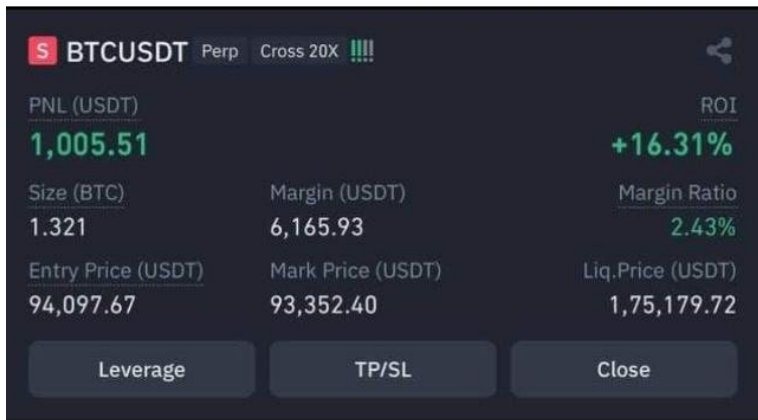 S BTCUSDT Perp Cross 20X !!!!
PNL (USDT) ROI
1,005.51 +16.31%
Size (BTC) Margin (USDT) Margin Ratio
1.321 6,165.93 2.43%
Entry Price (USDT) Mark Price (USDT) Liq.Price (USDT)
94,097.67 93,352.40 1,75,179.72
Leverage TP/SL Close